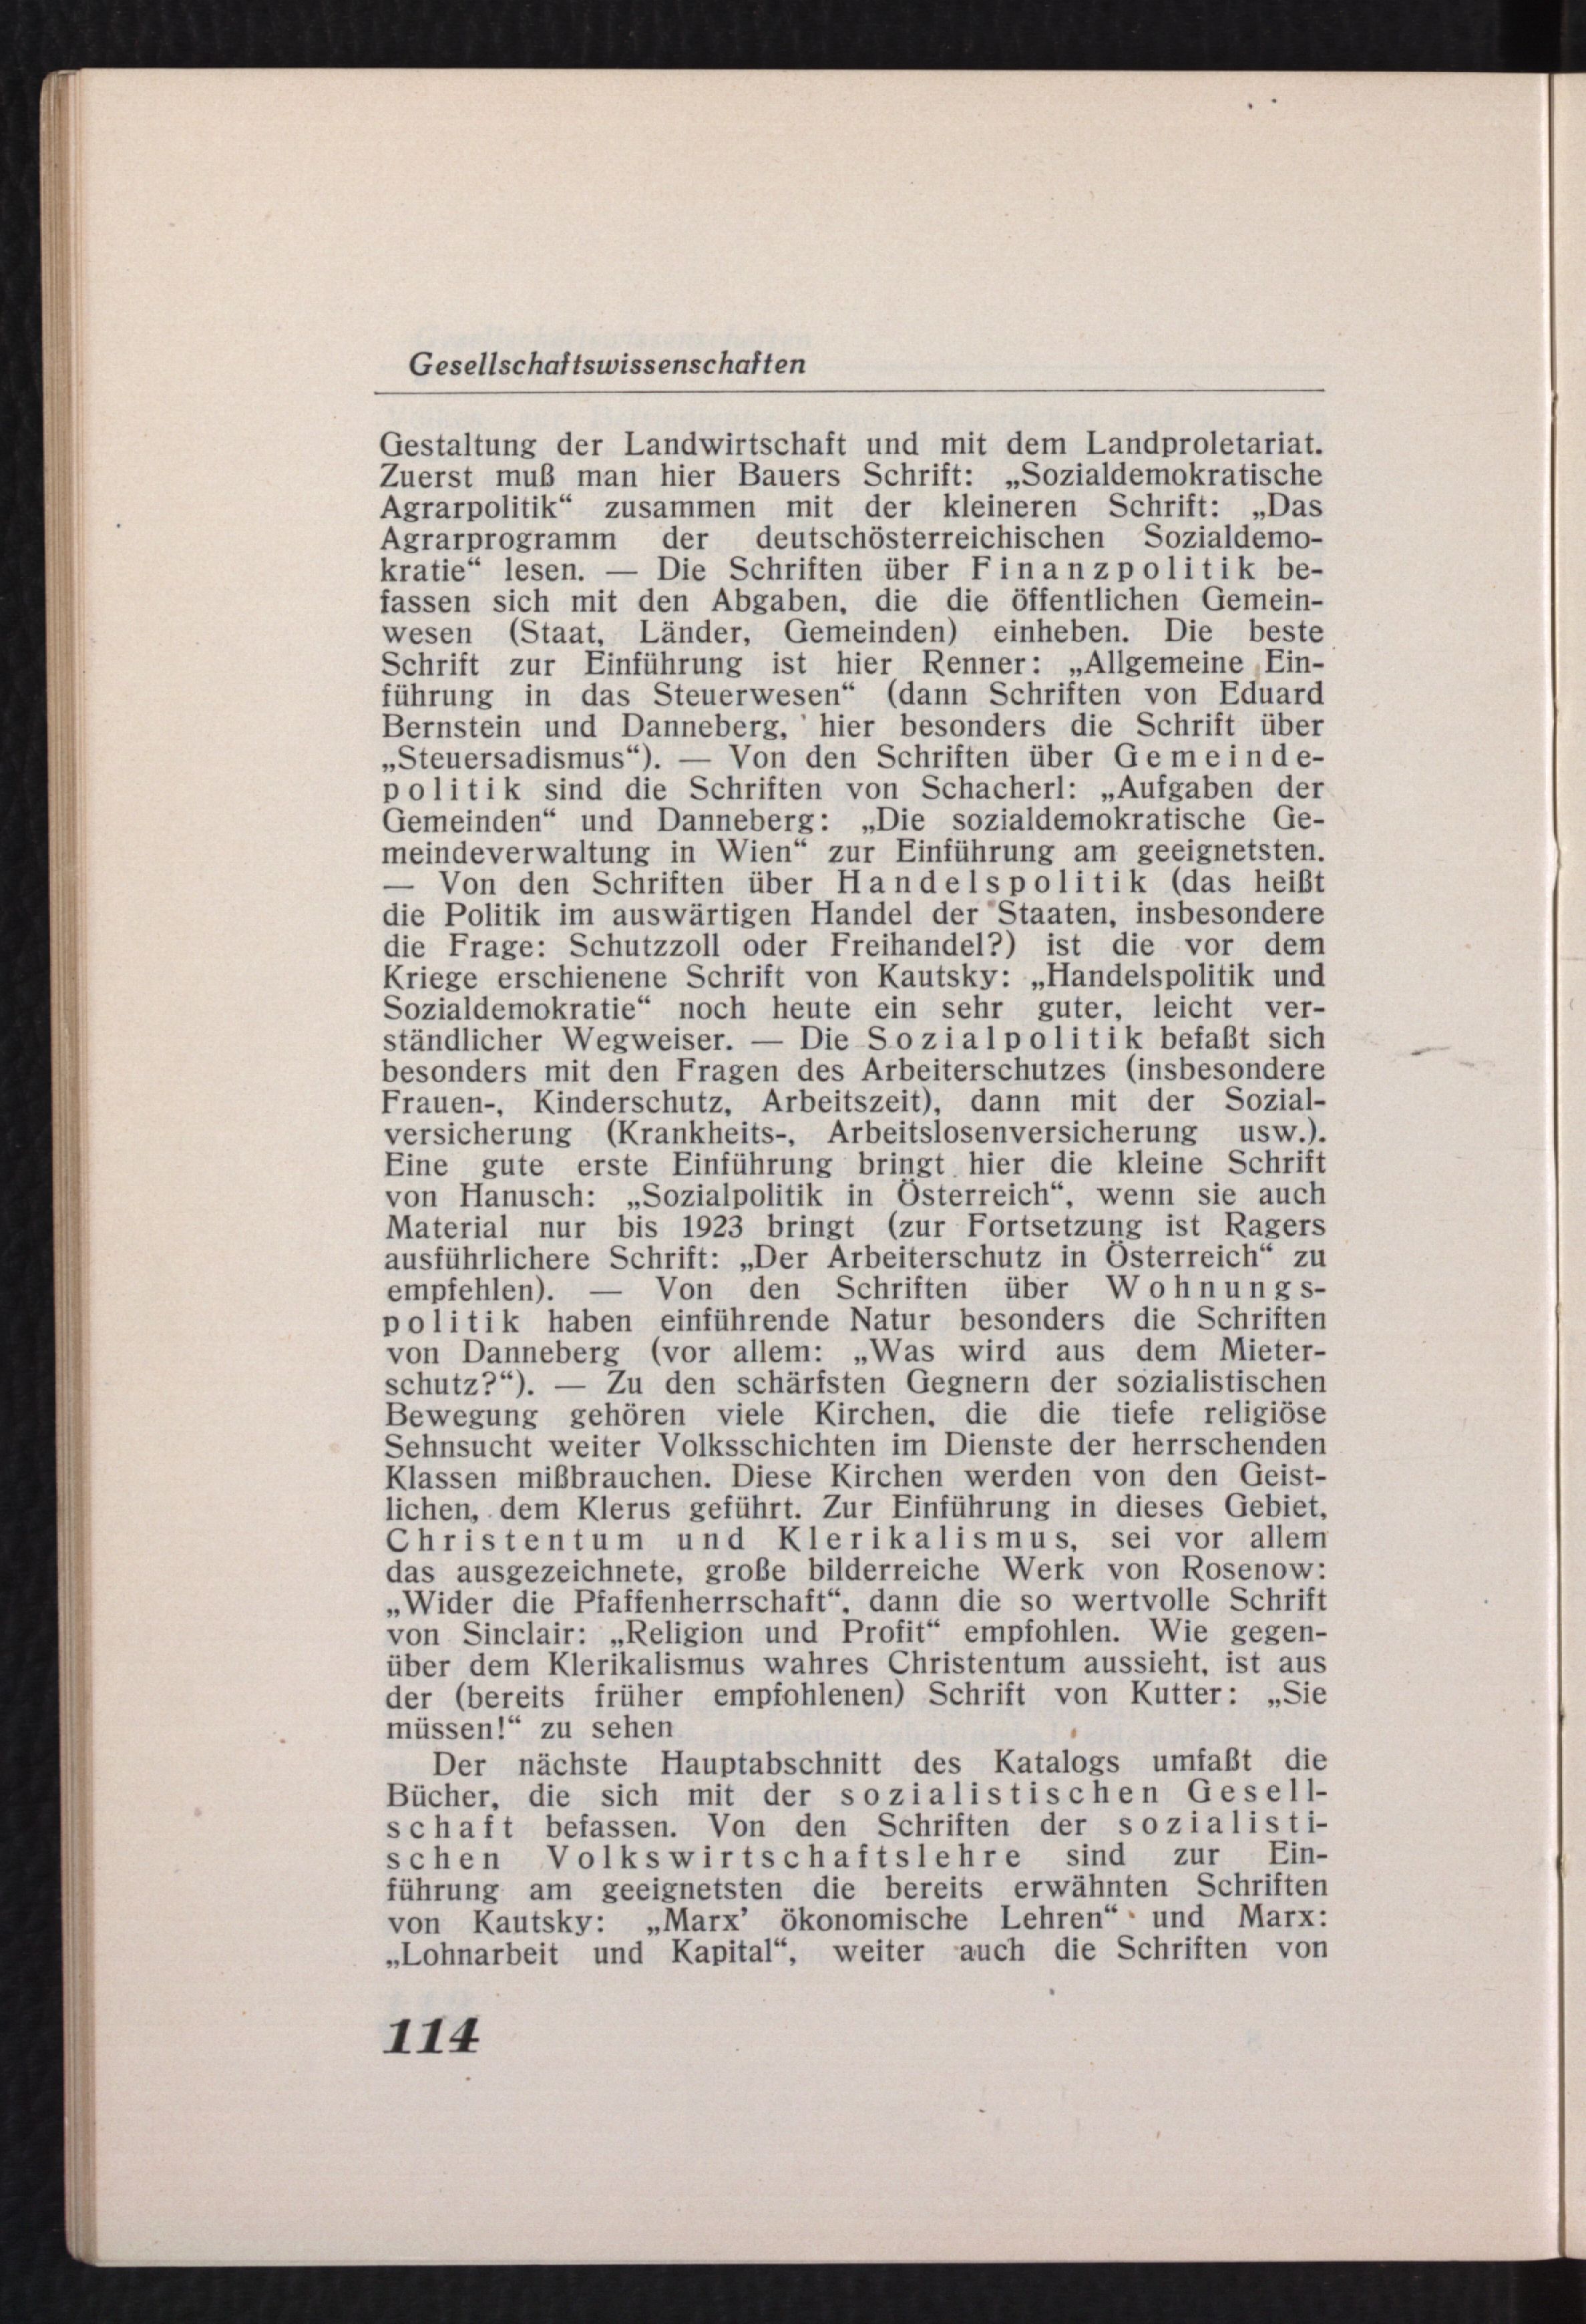 Gesellschaftswissenschaften
Gestaltung der Landwirtschaft und mit dem Landproletariat.
Zuerst muß man hier Bauers Schrift: „Sozialdemokratische
Agrarpolitik“ zusammen mit der kleineren Schrift: „Das
Agrarprogramm der deutschösterreichischen Sozialdemo-
kratie“ lesen. — Die Schriften über Finanzpolitik be-
fassen sich mit den Abgaben, die die öffentlichen Gemein-
wesen (Staat, Länder, Gemeinden) einheben. Die beste
Schrift zur Einführung ist hier Renner: „Allgemeine Ein-
führung in das Steuerwesen“ (dann Schriften von Eduard
Bernstein und Danneberg, hier besonders die Schrift über
„Steuersadismus“). — Von den Schriften über Gemeinde-
politik sind die Schriften von Schacherl: „Aufgaben der
Gemeinden“ und Danneberg: „Die sozialdemokratische Ge-
meindeverwaltung in Wien“ zur Einführung am geeignetsten.
— Von den Schriften über Handelspolitik (das heißt
die Politik im auswärtigen Handel der Staaten, insbesondere
die Frage: Schutzzoll oder Freihandel?) ist die vor dem
Kriege erschienene Schrift von Kautsky: „Handelspolitik und
Sozialdemokratie“ noch heute ein sehr guter, leicht ver-
ständlicher Wegweiser. — Die Sozialpolitik befaßt sich
besonders mit den Fragen des Arbeiterschutzes (insbesondere
Frauen-, Kinderschutz, Arbeitszeit), dann mit der Sozial-
versicherung (Krankheits-, Arbeitslosenversicherung usw.).
Eine gute erste Einführung bringt hier die kleine Schrift
von Hanusch: „Sozialpolitik in Österreich“, wenn sie auch
Material nur bis 1923 bringt (zur Fortsetzung ist Ragers
ausführlichere Schrift: „Der Arbeiterschutz in Österreich“ zu
empfehlen). — Von den Schriften über Wohnungs-
politik haben einführende Natur besonders die Schriften
von Danneberg (vor allem: „Was wird aus dem Mieter-
schutz?“). — Zu den schärfsten Gegnern der sozialistischen
Bewegung gehören viele Kirchen, die die tiefe religiöse
Sehnsucht weiter Volksschichten im Dienste der herrschenden
Klassen mißbrauchen. Diese Kirchen werden von den Geist-
lichen, dem Klerus geführt. Zur Einführung in dieses Gebiet,
Christentum und Klerikalismus, sei vor allem
das ausgezeichnete, große bilderreiche Werk von Rosenow:
„Wider die Pfaffenherrschaft“, dann die so wertvolle Schrift
von Sinclair: „Religion und Profit“ empfohlen. Wie gegen-
über dem Klerikalismus wahres Christentum aussieht, ist aus
der (bereits früher empfohlenen) Schrift von Kutter: „Sie
müssen!“ zu sehen
Der nächste Hauptabschnitt des Katalogs umfaßt die
Bücher, die sich mit der sozialistischen Gesell-
schaft befassen. Von den Schriften der sozialisti-
schen Volkswirtschaftslehre sind zur Ein-
führung am geeignetsten die bereits erwähnten Schriften
von Kautsky: „Marx’ ökonomische Lehren“ und Marx:
„Lohnarbeit und Kapital“, weiter auch die Schriften von
114